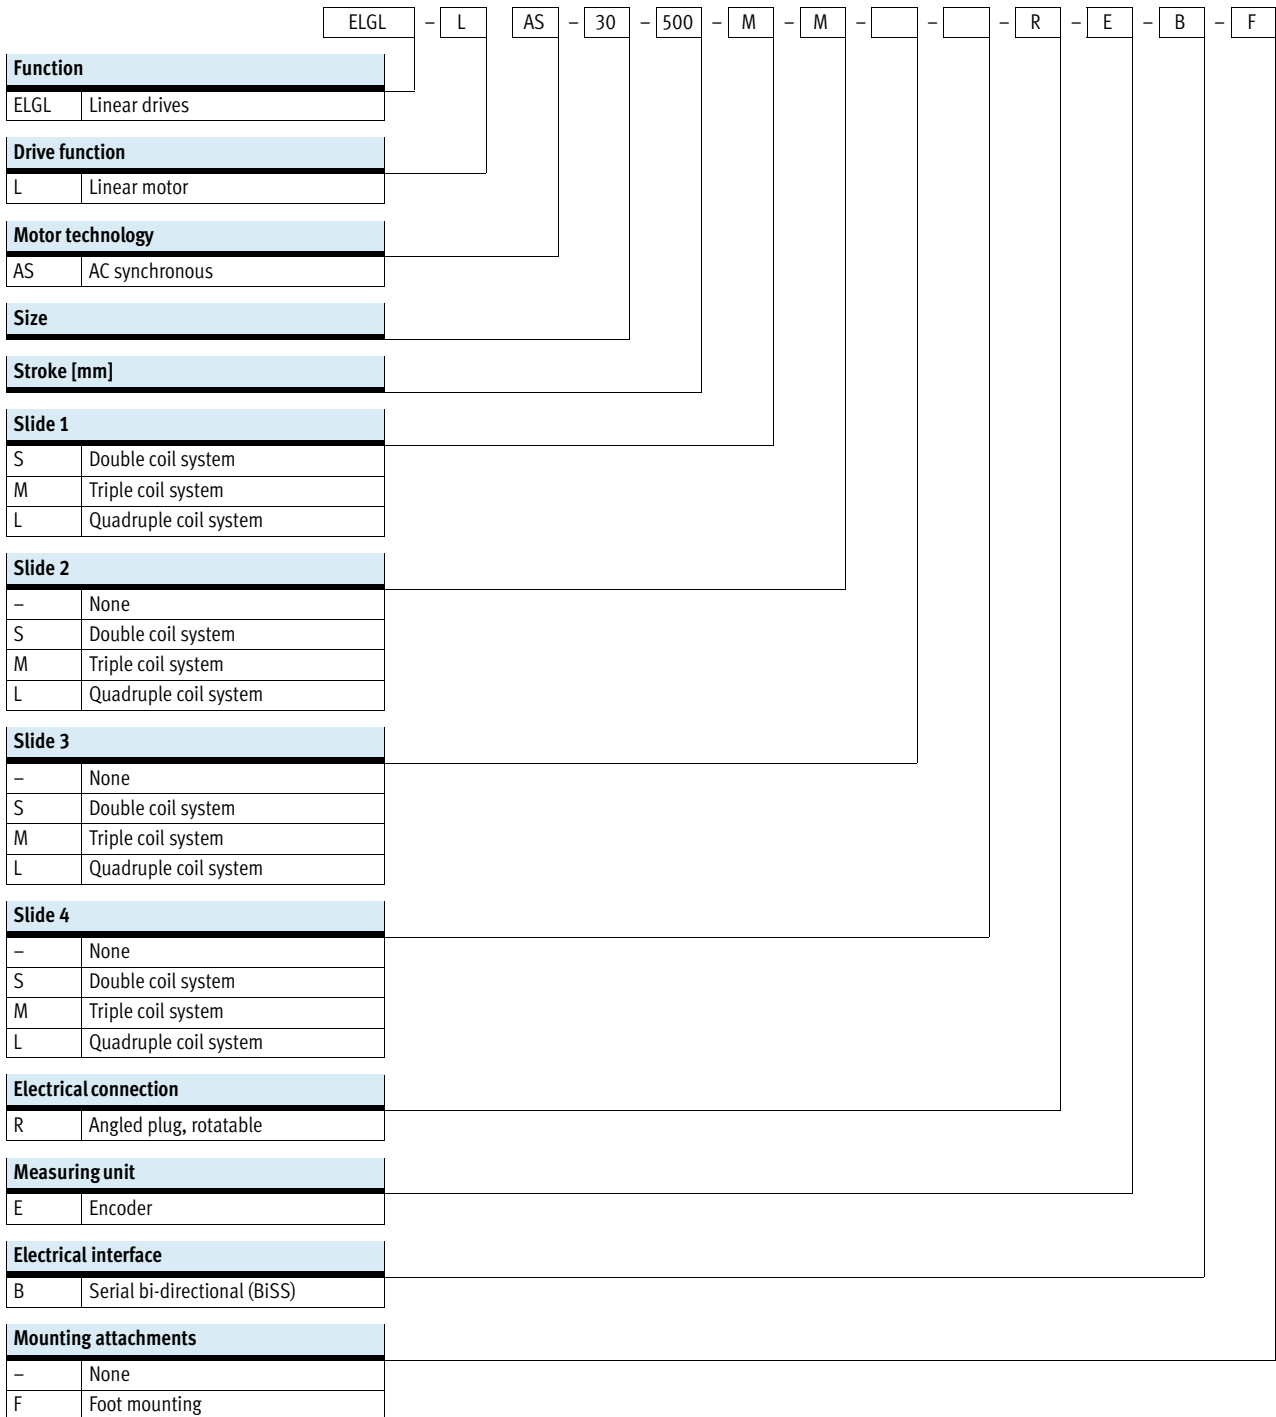 ELGL – L AS – 30 – 500 – M – M – – – R – E – B – F
Function
ELGL Linear drives
Drive function
L Linear motor
Motor technology
AS AC synchronous
Size
Stroke [mm]
Slide 1
S Double coil system
M Triple coil system
L Quadruple coil system
Slide 2
– None
S Double coil system
M Triple coil system
L Quadruple coil system
Slide 3
– None
S Double coil system
M Triple coil system
L Quadruple coil system
Slide 4
– None
S Double coil system
M Triple coil system
L Quadruple coil system
Electrical connection
R Angled plug, rotatable
Measuring unit
E Encoder
Electrical interface
B Serial bi-directional (BiSS)
Mounting attachments
– None
F Foot mounting